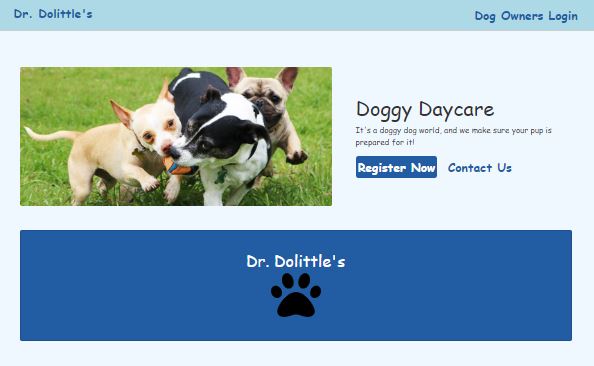 Dr. Dolittle's
Dog Owners Login
Doggy Daycare
It's a doggy dog world, and we make sure your pup is
prepared for it!
Register Now
Contact Us
Dr. Dolittle's